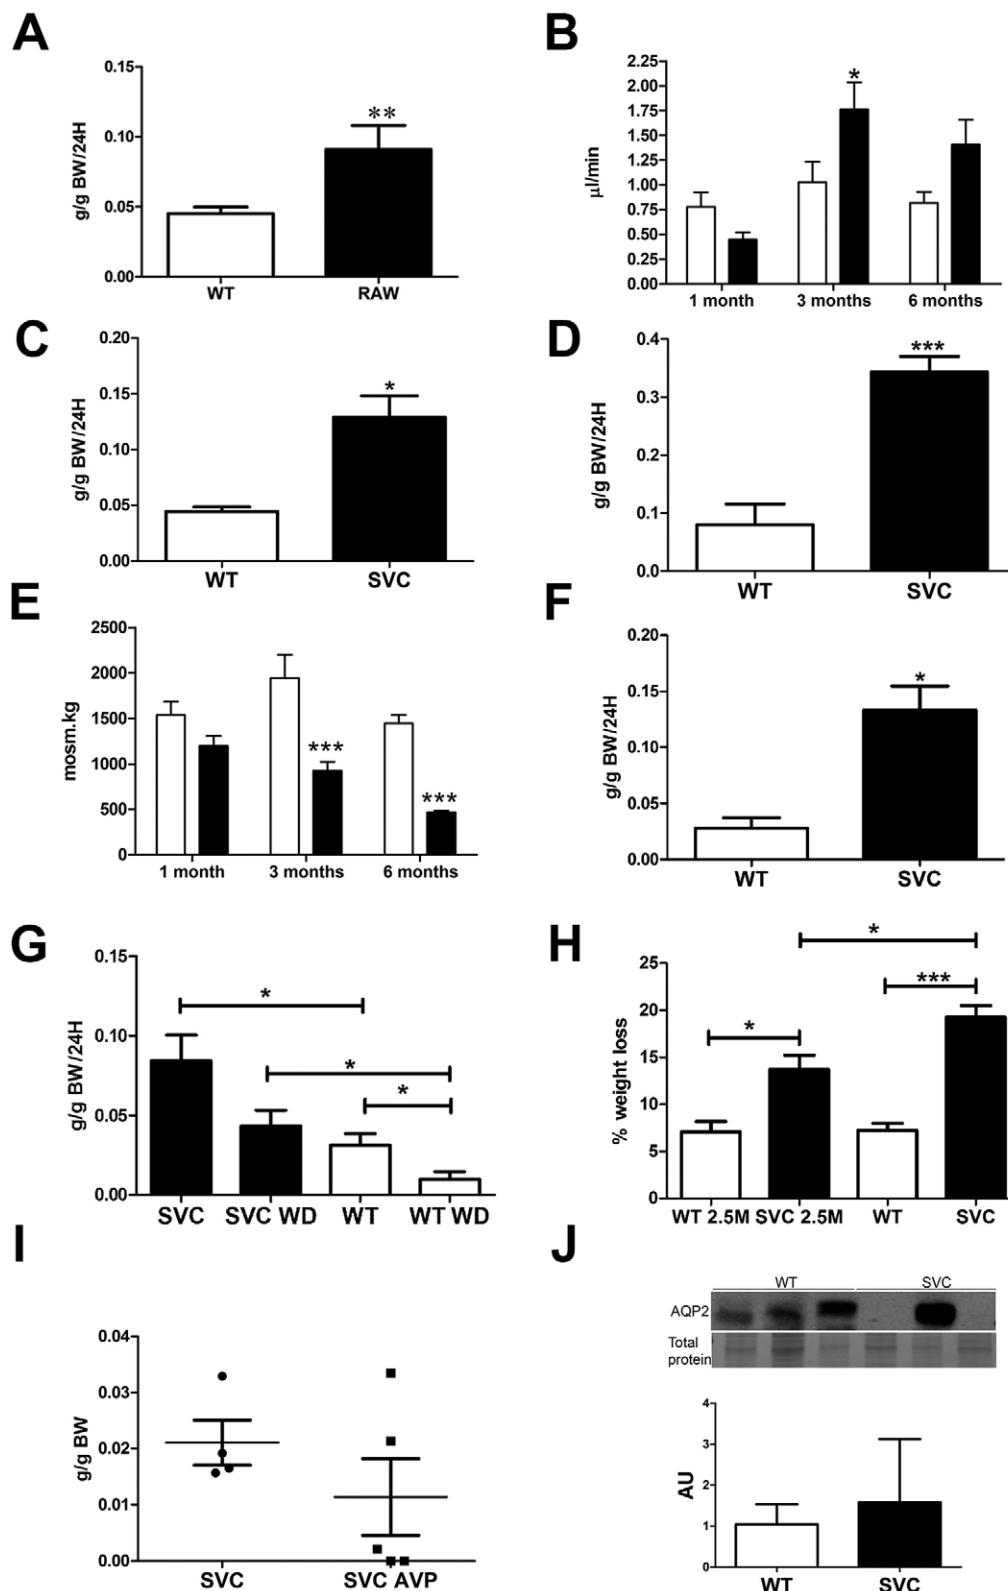 A
0.15
0.10
0.05
0.00
g/g BW/24H
**
WT
RAW
B
2.25
2.00
1.75
1.50
1.25
1.00
0.75
0.50
0.25
0.00
µl/min
*
1 month
3 months
6 months
C
0.20
0.15
0.10
0.05
0.00
g/g BW/24H
*
WT
SVC
D
0.4
0.3
0.2
0.1
0.0
g/g BW/24H
***
WT
SVC
E
2500
2000
1500
1000
500
0
mosm.kg
***
***
1 month
3 months
6 months
F
0.20
0.15
0.10
0.05
0.00
g/g BW/24H
*
WT
SVC
G
0.15
0.10
0.05
0.00
g/g BW/24H
*
*
*
SVC
SVC WD
WT
WT WD
H
25
20
15
10
5
0
% weight loss
*
***
*
WT 2.5M
SVC 2.5M
WT
SVC
I
0.04
0.03
0.02
0.01
0.00
g/g BW
SVC
SVC AVP
J
WT
SVC
AQP2
Total
protein
4
3
2
1
0
AU
WT
SVC